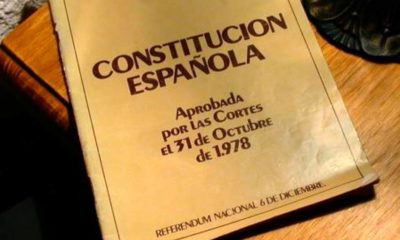 CONSTITUCION
ESPAÑOLA
APROBADA
POR LAS CORTES
EL 31 DE OCTUBRE
DE 1.978
REFERENDUM NACIONAL 6 DE DICIEMBRE.